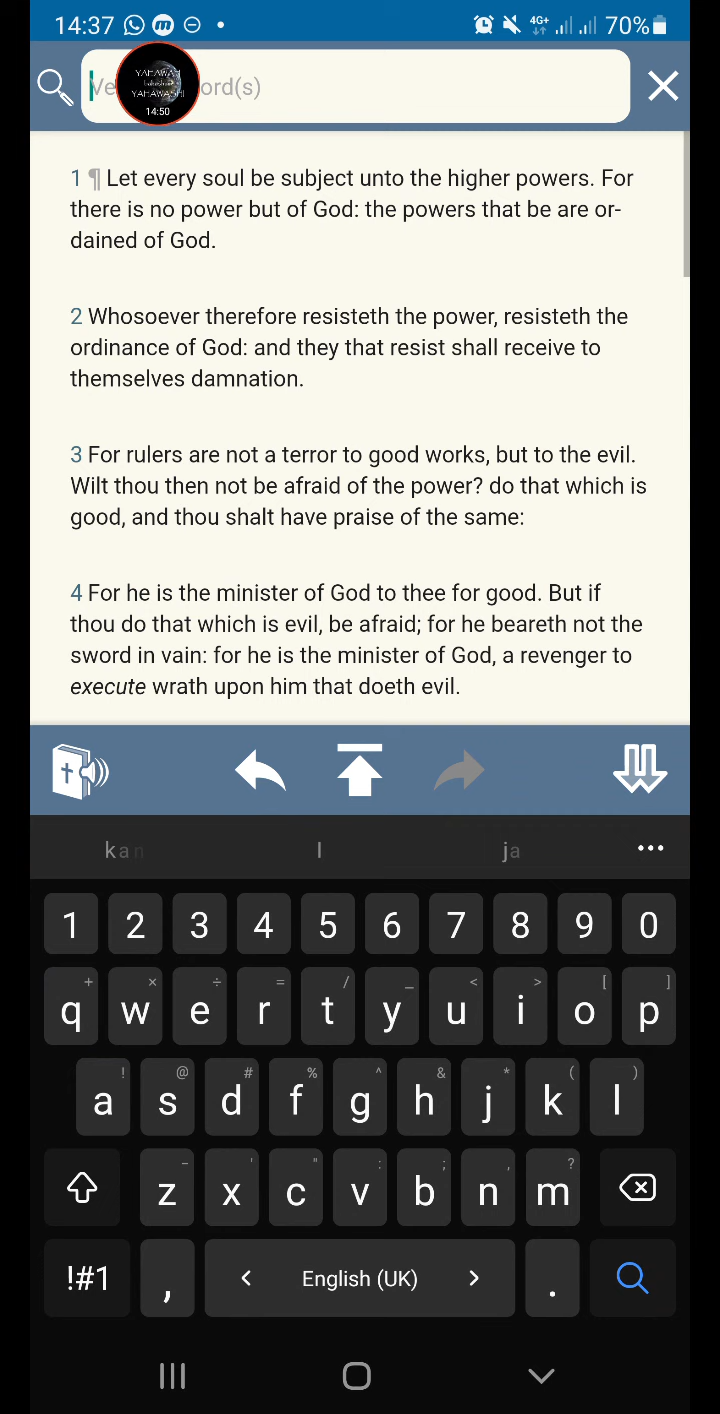 14:37 4G+ 70%
Ve ord(s)
YAHAWAH
YAHAWASHI
14:50
1 ¶ Let every soul be subject unto the higher powers. For
there is no power but of God: the powers that be are or-
dained of God.
2 Whosoever therefore resisteth the power, resisteth the
ordinance of God: and they that resist shall receive to
themselves damnation.
3 For rulers are not a terror to good works, but to the evil.
Wilt thou then not be afraid of the power? do that which is
good, and thou shalt have praise of the same:
4 For he is the minister of God to thee for good. But if
thou do that which is evil, be afraid; for he beareth not the
sword in vain: for he is the minister of God, a revenger to
execute wrath upon him that doeth evil.
kan I ja •••
1 2 3 4 5 6 7 8 9 0
+ × ÷ = / _ < > [ ]
q w e r t y u i o p
! @ # % ^ & * ( )
a s d f g h j k l
- ' " : ; , ?
z x c v b n m
!#1 , < English (UK) > .